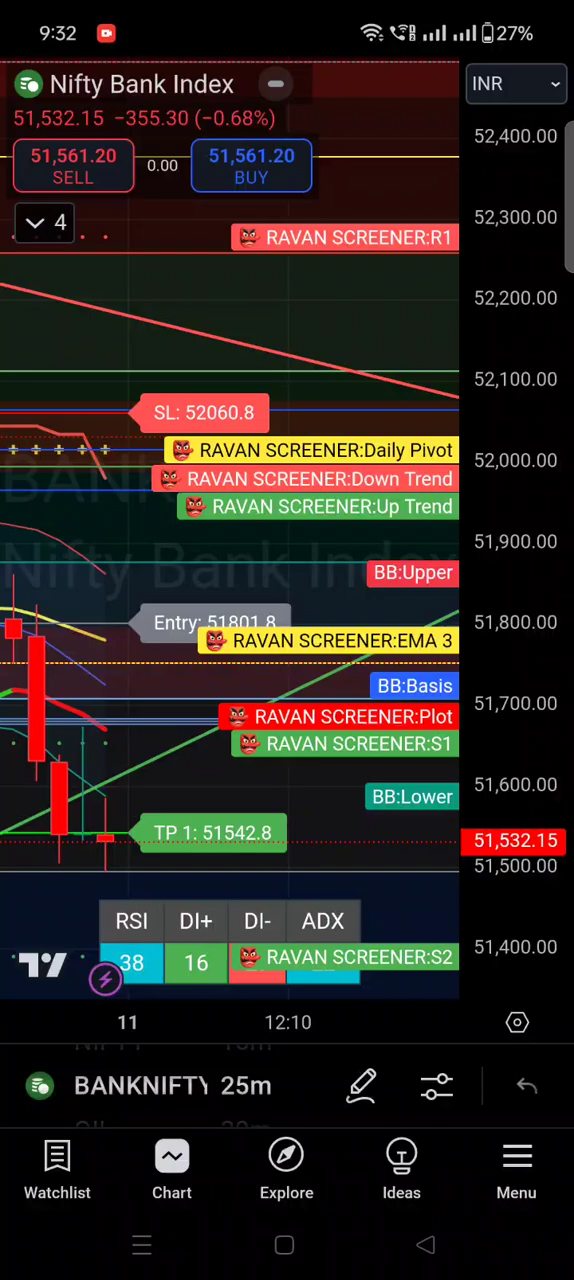 9:32
27%
Nifty Bank Index
INR
51,532.15 −355.30 (−0.68%)
51,561.20
SELL
0.00
51,561.20
BUY
4
52,400.00
52,300.00
52,200.00
52,100.00
52,000.00
51,900.00
51,800.00
51,700.00
51,600.00
51,532.15
51,500.00
51,400.00
RAVAN SCREENER:R1
SL: 52060.8
RAVAN SCREENER:Daily Pivot
RAVAN SCREENER:Down Trend
RAVAN SCREENER:Up Trend
Nifty Bank Index
BB:Upper
Entry: 51801.8
RAVAN SCREENER:EMA 3
BB:Basis
RAVAN SCREENER:Plot
RAVAN SCREENER:S1
BB:Lower
TP 1: 51542.8
RSI DI+ DI- ADX
38 16
RAVAN SCREENER:S2
11 12:10
BANKNIFTY 25m
Watchlist Chart Explore Ideas Menu